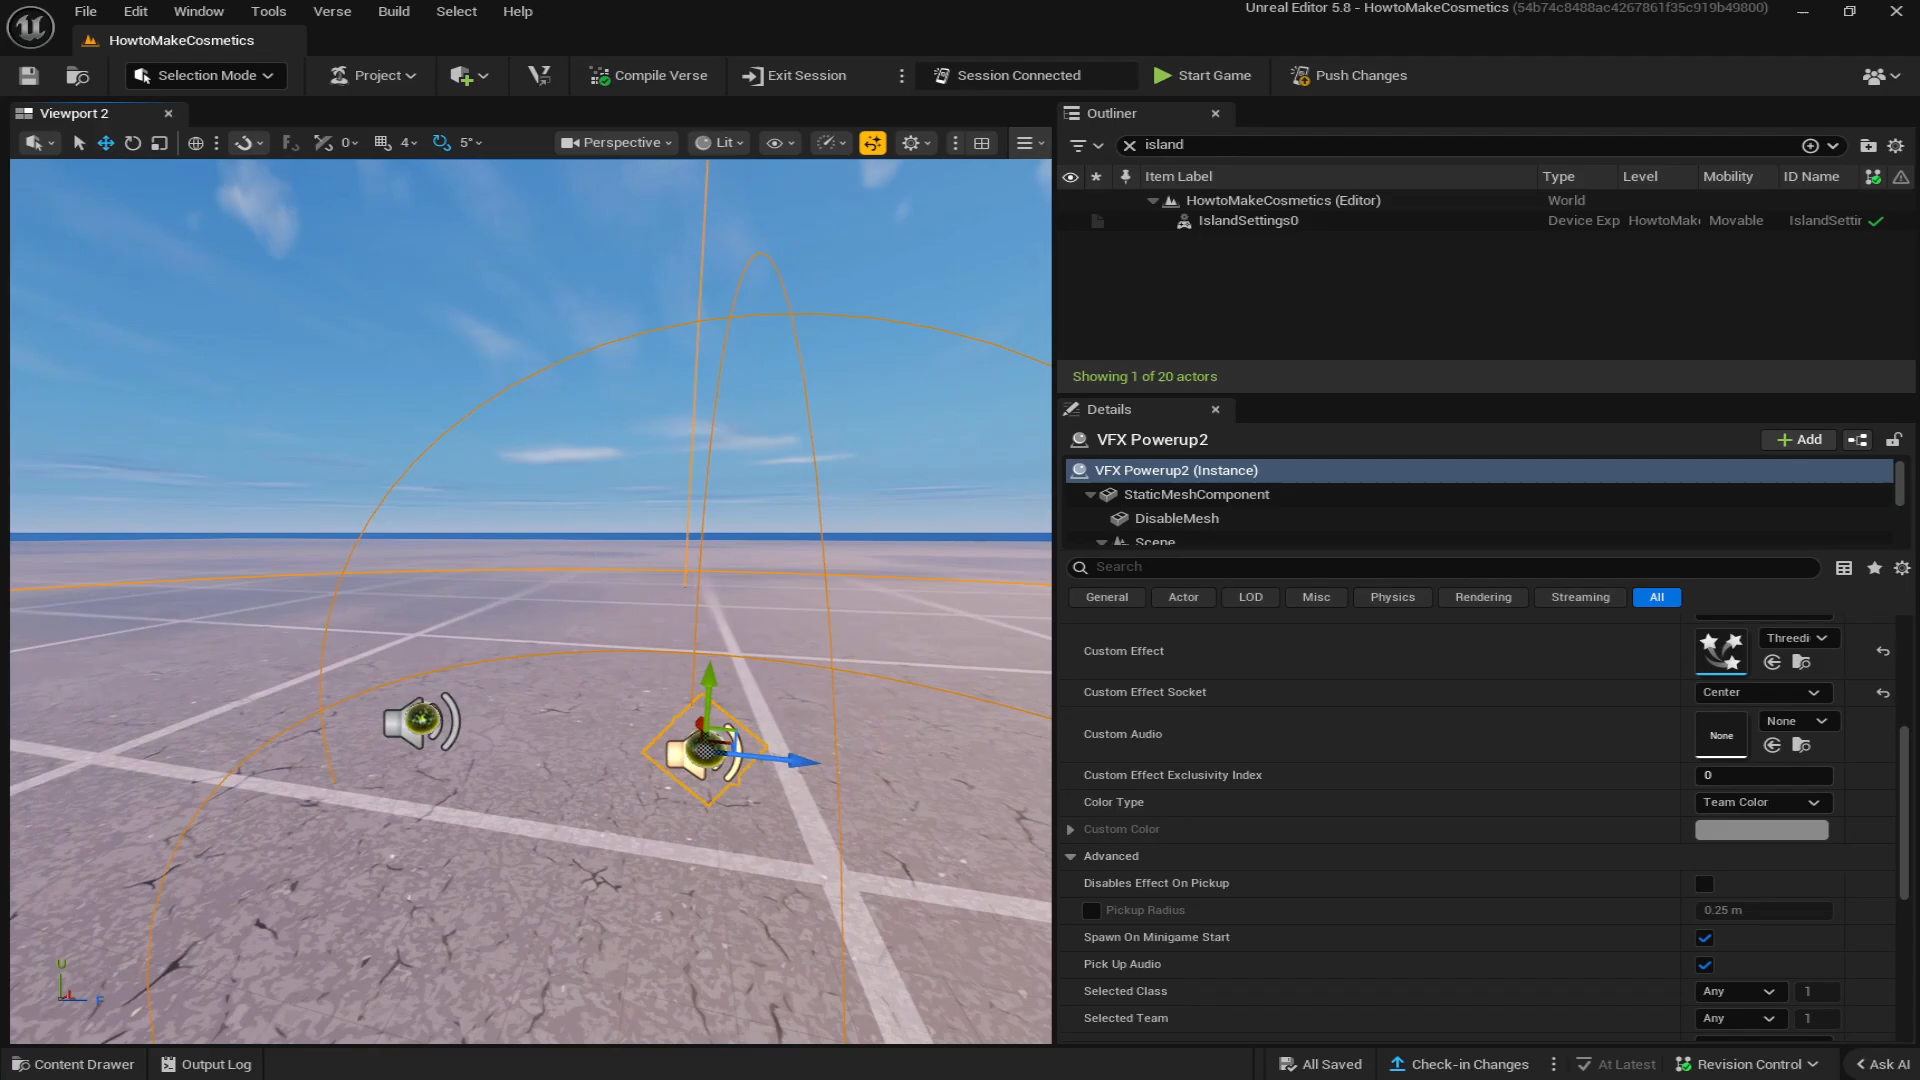 File Edit Window Tools Verse Build Select Help
Unreal Editor 5.8 - HowtoMakeCosmetics (54b74c8488ac4267861f35c919b49800)
HowtoMakeCosmetics
Selection Mode Project Compile Verse Exit Session Session Connected Start Game Push Changes
Viewport 2
0 4 5° Perspective Lit
Outliner
island
Item Label Type Level Mobility ID Name
HowtoMakeCosmetics (Editor) World
IslandSettings0 Device Exp HowtoMake Movable IslandSettin
Showing 1 of 20 actors
Details
VFX Powerup2
Add
VFX Powerup2 (Instance)
StaticMeshComponent
DisableMesh
Scene
Search
General Actor LOD Misc Physics Rendering Streaming All
Custom Effect Threedi
Custom Effect Socket Center
Custom Audio None None
Custom Effect Exclusivity Index 0
Color Type Team Color
Custom Color
Advanced
Disables Effect On Pickup
Pickup Radius 0.25 m
Spawn On Minigame Start
Pick Up Audio
Selected Class Any 1
Selected Team Any 1
U
F
Content Drawer Output Log All Saved Check-in Changes At Latest Revision Control < Ask AI